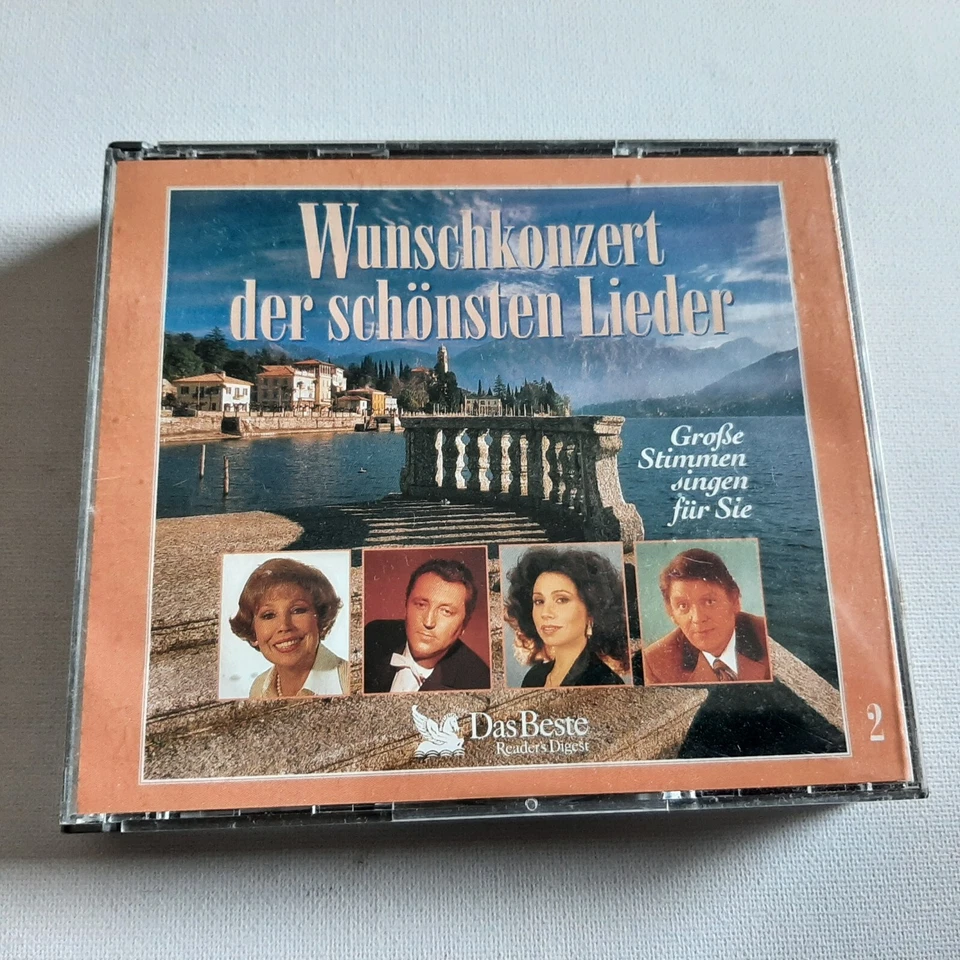 Wunschkonzert
der schönsten Lieder
Große
Stimmen
singen
für Sie
Das Beste
Reader's Digest
2